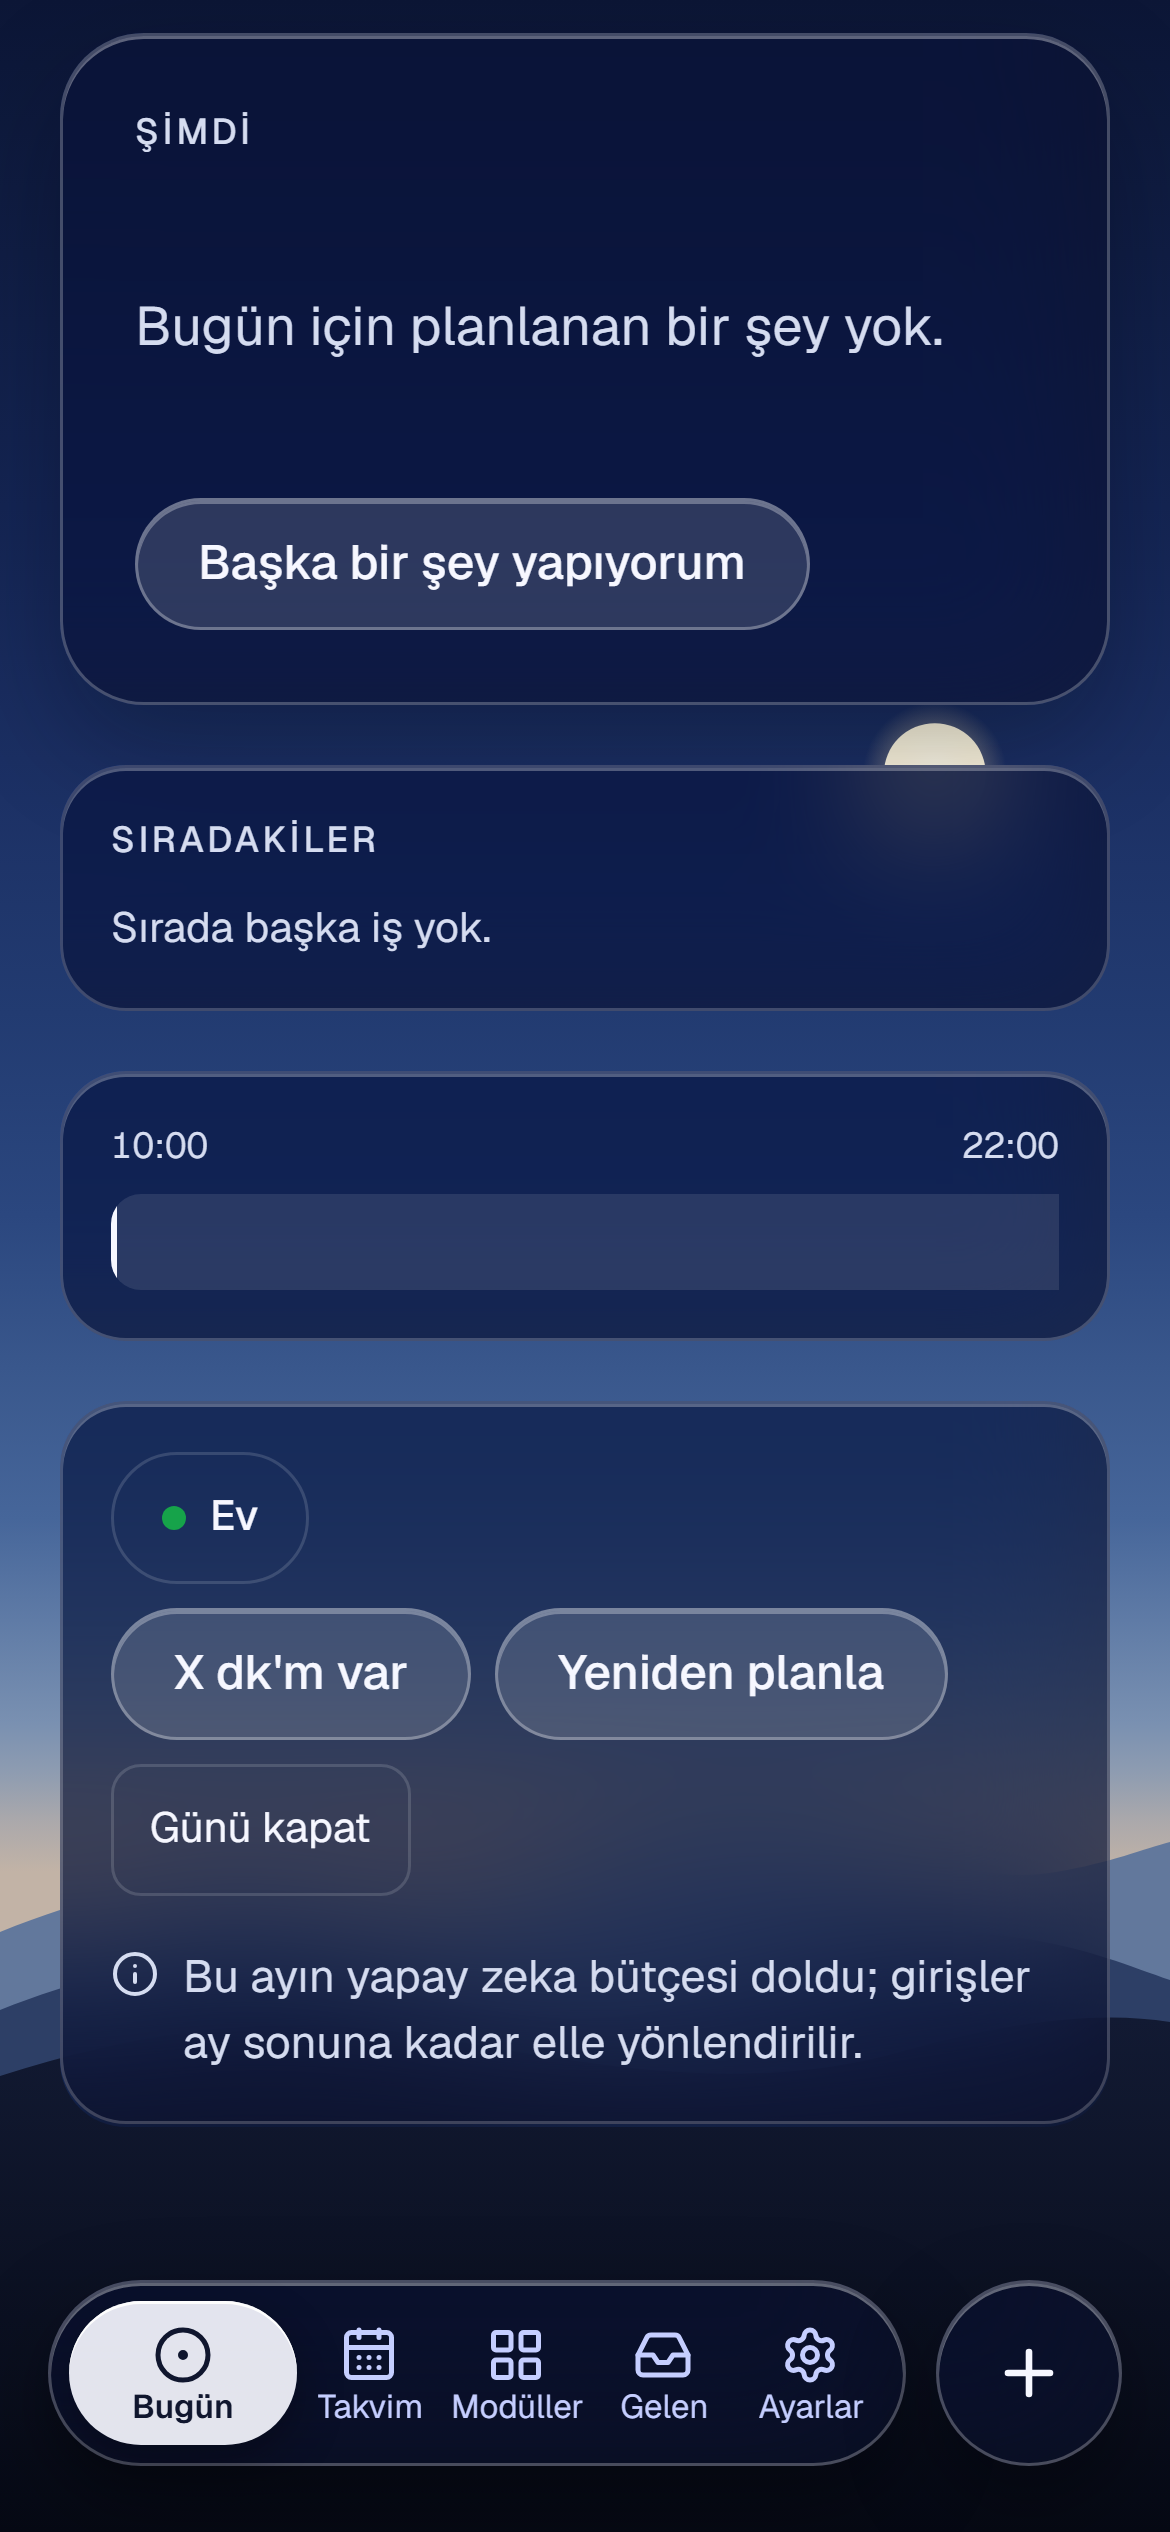 ŞİMDİ
Bugün için planlanan bir şey yok.
Başka bir şey yapıyorum
SIRADAKİLER
Sırada başka iş yok.
10:00 22:00
Ev
X dk'm var Yeniden planla
Günü kapat
Bu ayın yapay zeka bütçesi doldu; girişler
ay sonuna kadar elle yönlendirilir.
Bugün Takvim Modüller Gelen Ayarlar